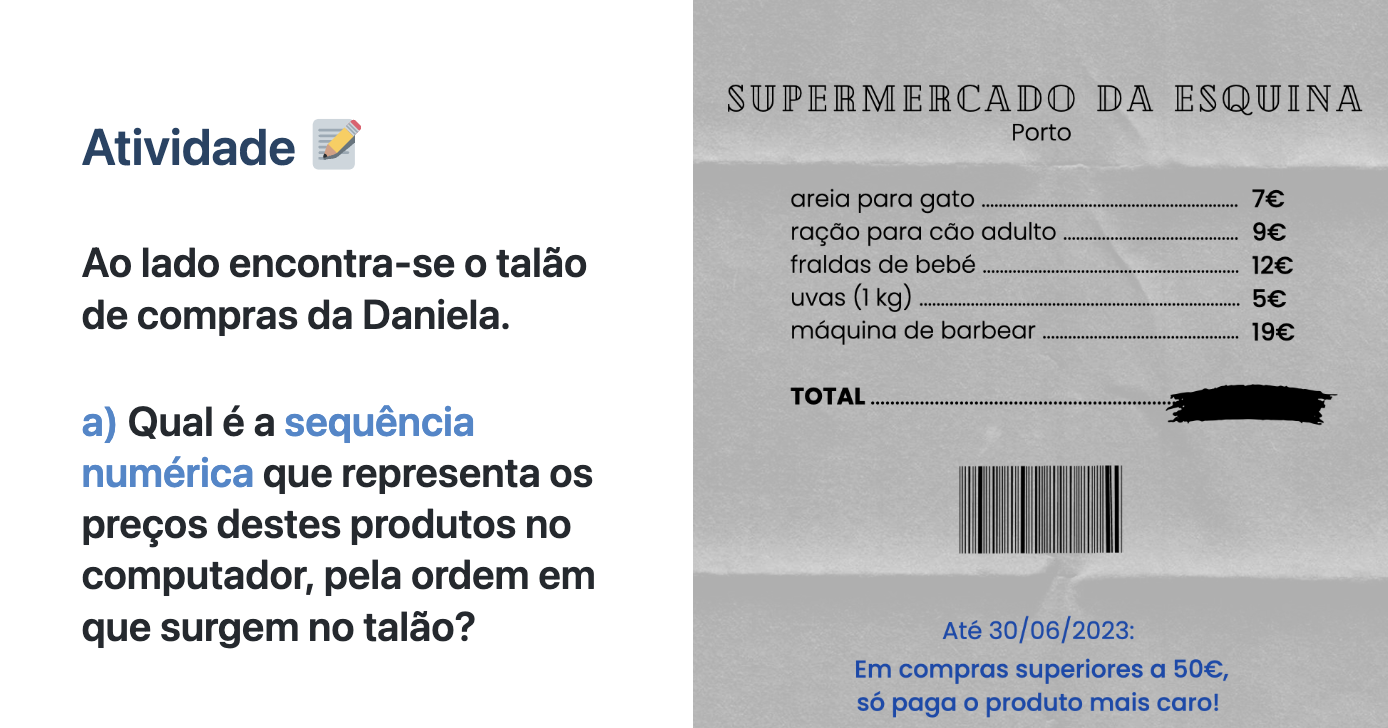 Atividade
Ao lado encontra-se o talão
de compras da Daniela.
a) Qual é a sequência
numérica que representa os
preços destes produtos no
computador, pela ordem em
que surgem no talão?
SUPERMERCADO DA ESQUINA
Porto
areia para gato ........ 7€
ração para cão adulto ........ 9€
fraldas de bebé ........ 12€
uvas (1 kg) ........ 5€
máquina de barbear ........ 19€
TOTAL ........
Até 30/06/2023:
Em compras superiores a 50€,
só paga o produto mais caro!